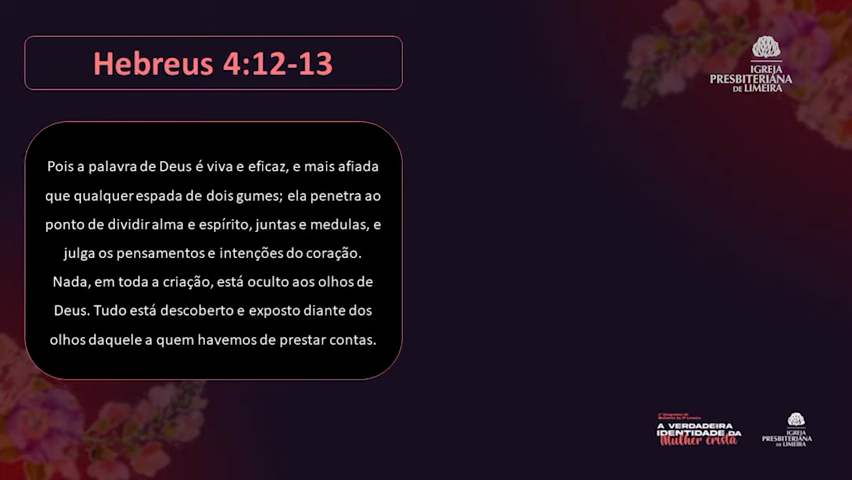 Hebreus 4:12-13
IGREJA
PRESBITERIANA
DE LIMEIRA
Pois a palavra de Deus é viva e eficaz, e mais afiada
que qualquer espada de dois gumes; ela penetra ao
ponto de dividir alma e espírito, juntas e medulas, e
julga os pensamentos e intenções do coração.
Nada, em toda a criação, está oculto aos olhos de
Deus. Tudo está descoberto e exposto diante dos
olhos daquele a quem havemos de prestar contas.
A VERDADEIRA
IDENTIDADE DA
Mulher cristã
IGREJA
PRESBITERIANA
DE LIMEIRA